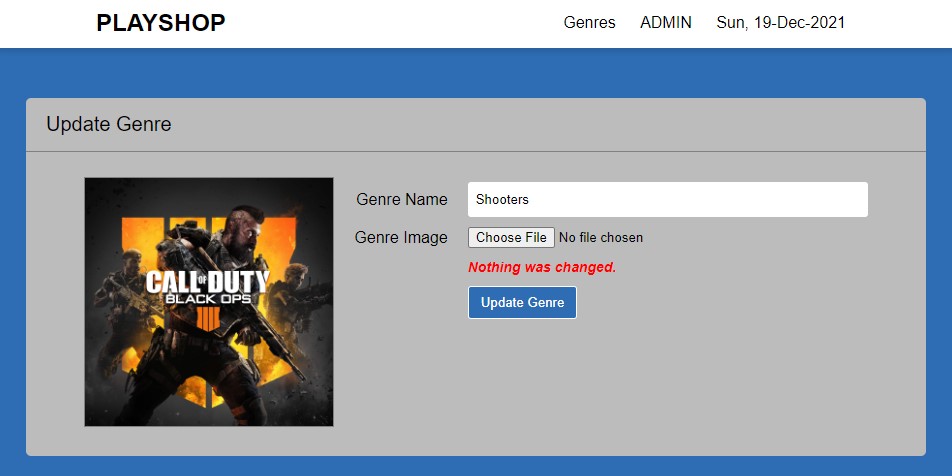 PLAYSHOP Genres ADMIN Sun, 19-Dec-2021
Update Genre
Genre Name Shooters
Genre Image Choose File No file chosen
Nothing was changed.
Update Genre
CALL OF DUTY
BLACK OPS
IIII